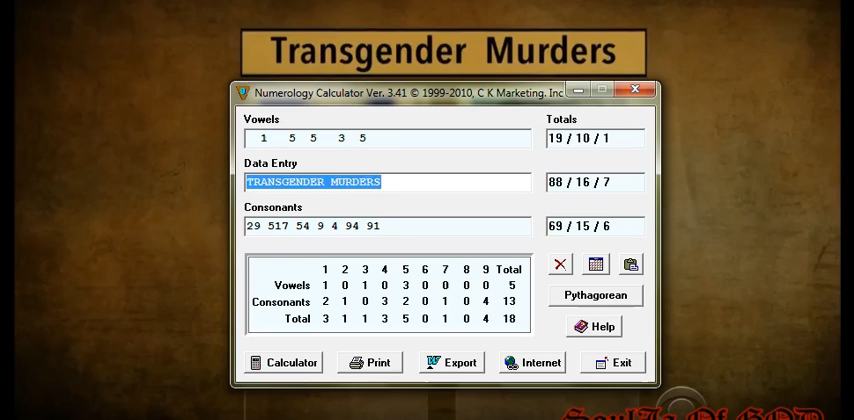 Transgender Murders
Numerology Calculator Ver. 3.41 © 1999-2010, C K Marketing. Inc
Vowels Totals
1 5 5 3 5 19 / 10 / 1
Data Entry
TRANSGENDER MURDERS 88 / 16 / 7
Consonants
29 517 54 9 4 94 91 69 / 15 / 6
1 2 3 4 5 6 7 8 9 Total
Vowels 1 0 1 0 3 0 0 0 0 5
Consonants 2 1 0 3 2 0 1 0 4 13
Total 3 1 1 3 5 0 1 0 4 18
Pythagorean
Help
Calculator Print Export Internet Exit
SoulJa Of GOD